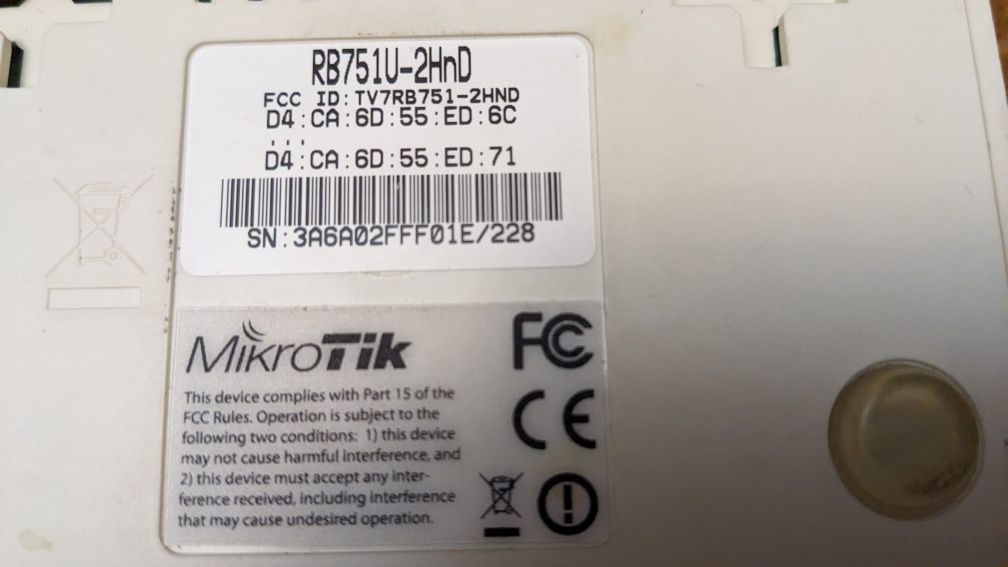 RB751U-2HnD
FCC ID:TV7RB751-2HND
D4:CA:6D:55:ED:6C
...
D4:CA:6D:55:ED:71
SN:3A6A02FFF01E/228
MikroTik
FC
CE
This device complies with Part 15 of the
FCC Rules. Operation is subject to the
following two conditions: 1) this device
may not cause harmful interference, and
2) this device must accept any inter-
ference received, including interference
that may cause undesired operation.